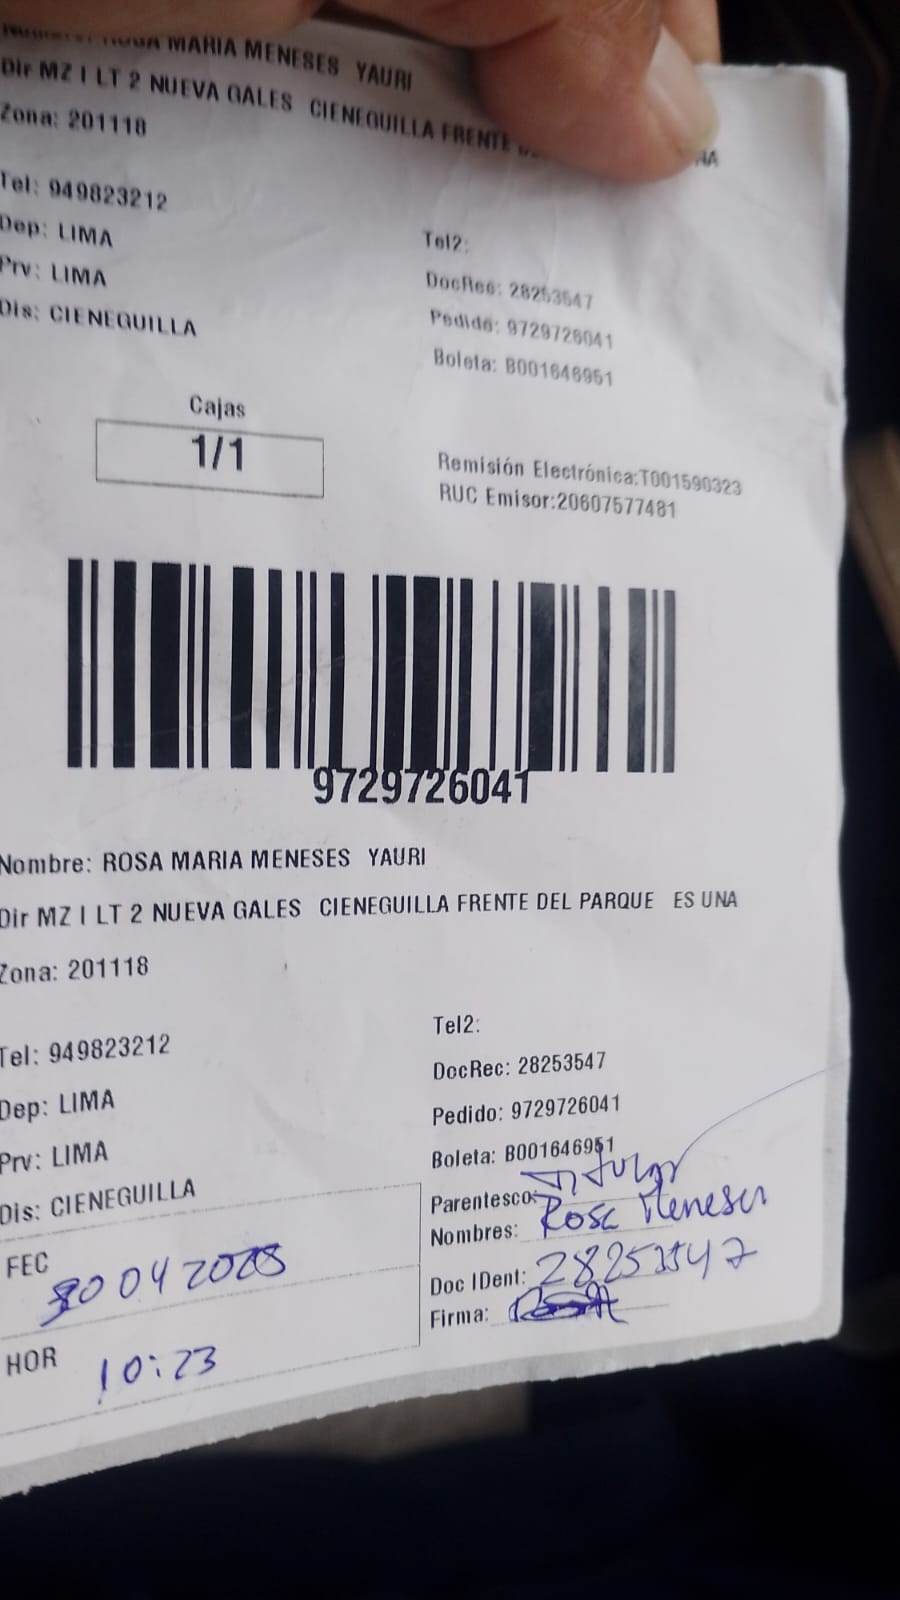 ROSA MARIA MENESES YAURI
Dir MZ I LT 2 NUEVA GALES CIENEGUILLA FRENTE
Zona: 201118
Tel: 949823212
Dep: LIMA
Prv: LIMA
Dis: CIENEGUILLA
Tel2:
DocRec: 28253547
Pedido: 9729726041
Boleta: B001646951
Cajas
1/1
Remisión Electrónica:T001590323
RUC Emisor:20607577481
9729726041
Nombre: ROSA MARIA MENESES YAURI
Dir MZ I LT 2 NUEVA GALES CIENEGUILLA FRENTE DEL PARQUE ES UNA
Zona: 201118
Tel: 949823212
Dep: LIMA
Prv: LIMA
Dis: CIENEGUILLA
Tel2:
DocRec: 28253547
Pedido: 9729726041
Boleta: B001646951
Parentesco: Titular
Nombres: Rosa Meneses
Doc IDent: 28253547
Firma:
FEC
30 04 2025
HOR 10:23